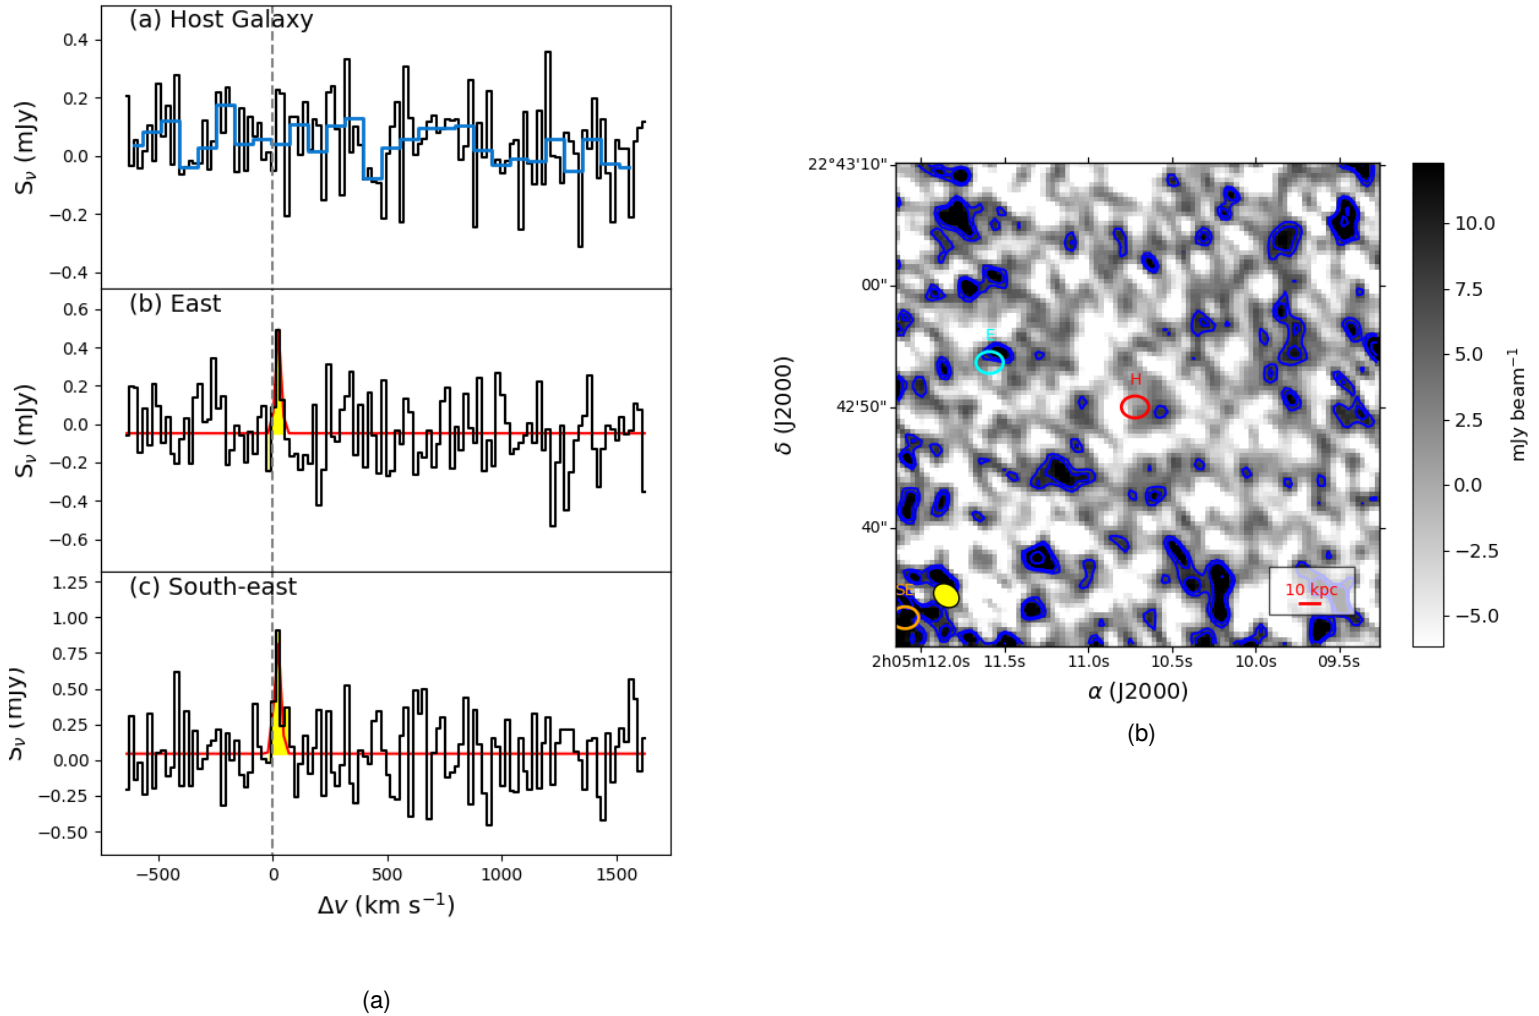 (a) Host Galaxy
0.4
0.2
0.0
−0.2
−0.4
Sν (mJy)
(b) East
0.6
0.4
0.2
0.0
−0.2
−0.4
−0.6
Sν (mJy)
(c) South-east
1.25
1.00
0.75
0.50
0.25
0.00
−0.25
−0.50
Sν (mJy)
−500 0 500 1000 1500
Δv (km s⁻¹)
(a)
22°43'10"
00"
42'50"
40"
δ (J2000)
E
H
SE
10 kpc
2h05m12.0s 11.5s 11.0s 10.5s 10.0s 09.5s
α (J2000)
10.0
7.5
5.0
2.5
0.0
−2.5
−5.0
mJy beam⁻¹
(b)